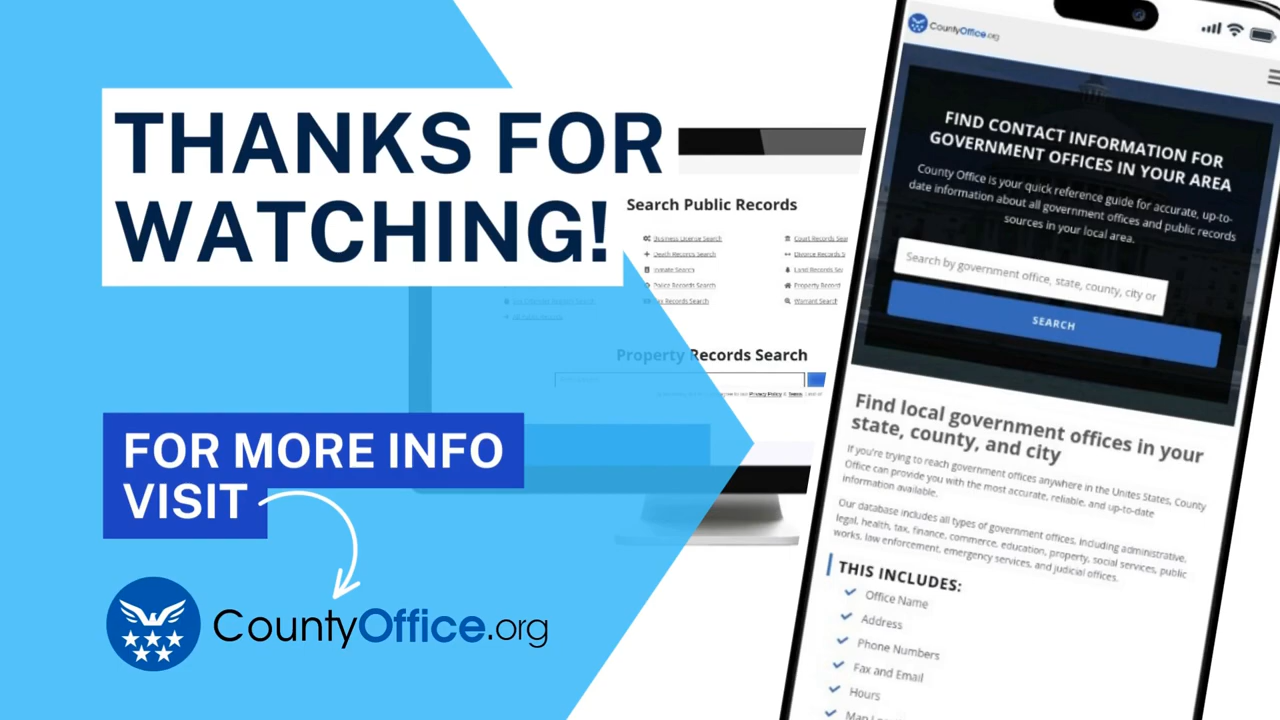 THANKS FOR
WATCHING!
FOR MORE INFO
VISIT
CountyOffice.org
Search Public Records
Business License Search
Death Records Search
Inmate Search
Police Records Search
Tax Records Search
Court Records Sear
Divorce Records S
Land Records Sea
Property Record
Warrant Search
All Public Records
Property Records Search
Privacy Policy & Terms
CountyOffice.org
FIND CONTACT INFORMATION FOR
GOVERNMENT OFFICES IN YOUR AREA
County Office is your quick reference guide for accurate, up-to-
date information about all government offices and public records
sources in your local area.
Search by government office, state, county, city or
SEARCH
Find local government offices in your
state, county, and city
If you're trying to reach government offices anywhere in the Unites States, County
Office can provide you with the most accurate, reliable, and up-to-date
information available.
Our database includes all types of government offices, including administrative,
legal, health, tax, finance, commerce, education, property, social services, public
works, law enforcement, emergency services, and judicial offices.
THIS INCLUDES:
Office Name
Address
Phone Numbers
Fax and Email
Hours